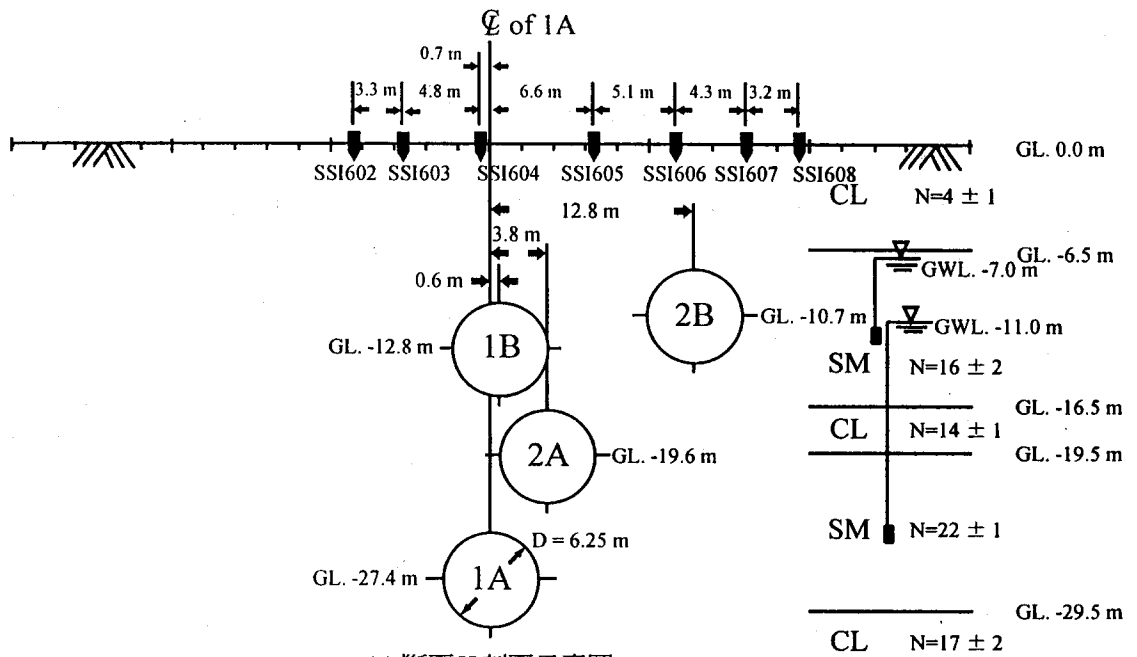 ℄ of 1A
0.7 m
3.3 m
4.8 m
6.6 m
5.1 m
4.3 m
3.2 m
GL. 0.0 m
SSI602
SSI603
SSI604
SSI605
SSI606
SSI607
SSI608
CL
N=4 ± 1
12.8 m
3.8 m
0.6 m
GL. -6.5 m
GWL. -7.0 m
2B
GL. -10.7 m
GWL. -11.0 m
GL. -12.8 m
1B
SM
N=16 ± 2
GL. -16.5 m
CL
N=14 ± 1
2A
GL. -19.6 m
GL. -19.5 m
SM
N=22 ± 1
D = 6.25 m
GL. -27.4 m
1A
GL. -29.5 m
CL
N=17 ± 2